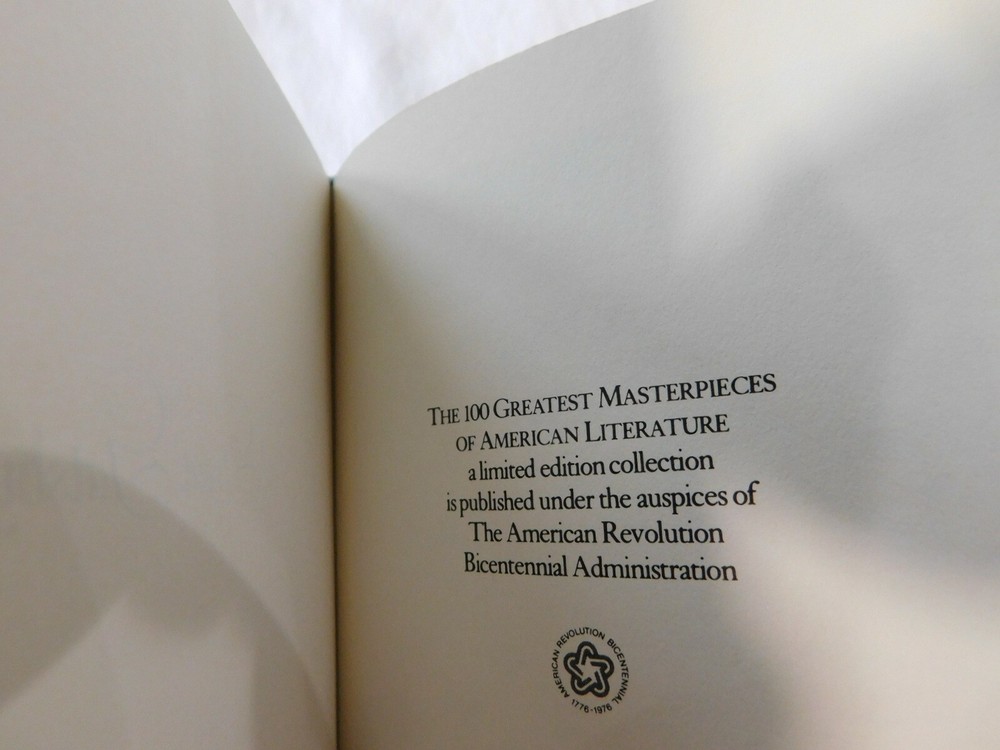 THE 100 GREATEST MASTERPIECES
OF AMERICAN LITERATURE
a limited edition collection
is published under the auspices of
The American Revolution
Bicentennial Administration
AMERICAN REVOLUTION BICENTENNIAL
1776-1976